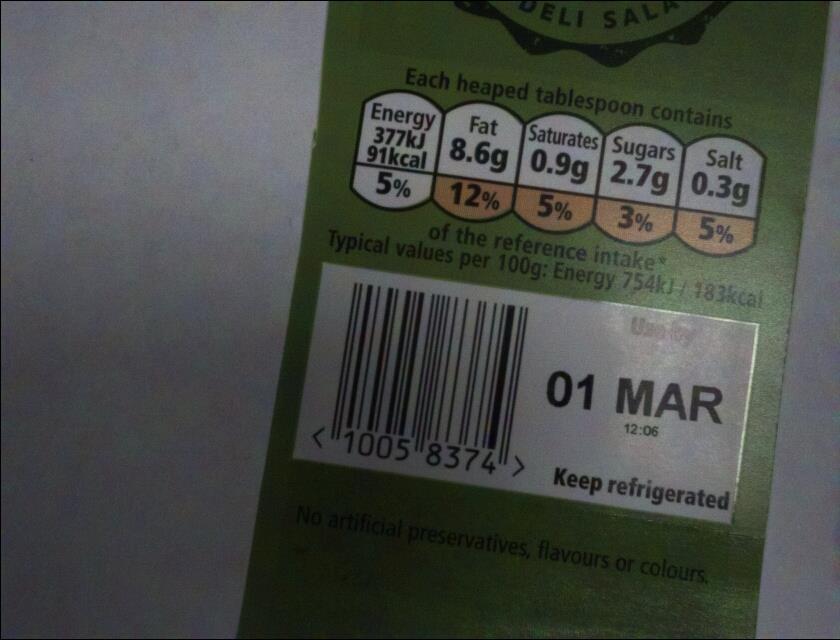 DELI SALA
Each heaped tablespoon contains
Energy
377kJ
91kcal
5%
Fat
8.6g
12%
Saturates
0.9g
5%
Sugars
2.7g
3%
Salt
0.3g
5%
of the reference intake*
Typical values per 100g: Energy 754kJ / 183kcal
Use by
01 MAR
12:06
< 1005 8374 >
Keep refrigerated
No artificial preservatives, flavours or colours.